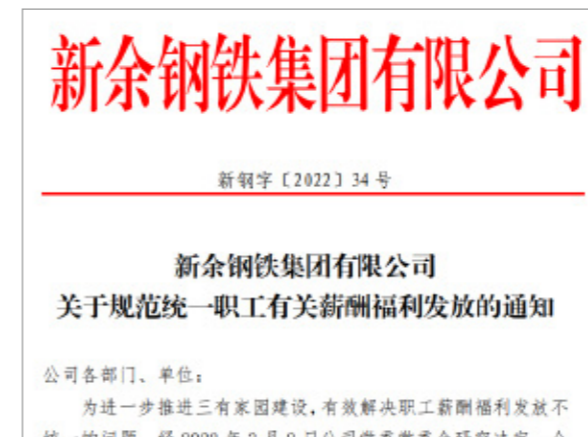 新余钢铁集团有限公司
新钢字〔2022〕34 号
新余钢铁集团有限公司
关于规范统一职工有关薪酬福利发放的通知
公司各部门、单位：
为进一步推进三有家园建设，有效解决职工薪酬福利发放不